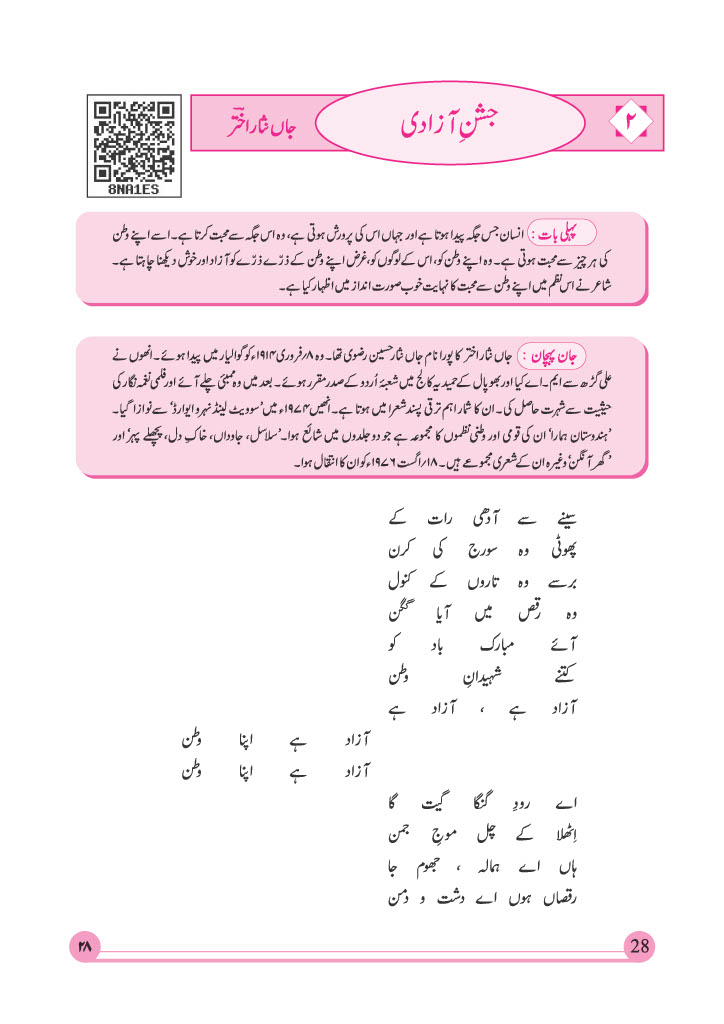 ۲
جشنِ آزادی
جاں نثار اختؔر
8NA1ES
پہلی بات : انسان جس جگہ پیدا ہوتا ہے اور جہاں اس کی پرورش ہوتی ہے، وہ اس جگہ سے محبت کرتا ہے۔ اسے اپنے وطن
کی ہر چیز سے محبت ہوتی ہے۔ وہ اپنے وطن کو، اس کے لوگوں کو، غرض اپنے وطن کے ذرّے ذرّے کو آزاد اور خوش دیکھنا چاہتا ہے۔
شاعر نے اس نظم میں اپنے وطن سے محبت کا نہایت خوب صورت انداز میں اظہار کیا ہے۔
جان پہچان : جاں نثار اختر کا پورا نام جاں نثار حسین رضوی تھا۔ وہ ۸؍فروری ۱۹۱۴ء کو گوالیار میں پیدا ہوئے۔ انھوں نے
علی گڑھ سے ایم۔اے کیا اور بھوپال کے حمیدیہ کالج میں شعبۂ اُردو کے صدر مقرر ہوئے۔ بعد میں وہ ممبئی چلے آئے اور فلمی نغمہ نگار کی
حیثیت سے شہرت حاصل کی۔ ان کا شمار اہم ترقی پسند شعرا میں ہوتا ہے۔ انھیں ۱۹۷۴ء میں ’سوویٹ لینڈ نہرو ایوارڈ‘ سے نوازا گیا۔
’ہندوستان ہمارا‘ ان کی قومی اور وطنی نظموں کا مجموعہ ہے جو دو جلدوں میں شائع ہوا۔ ’سلاسل، جاوداں، خاکِ دل، پچھلے پہر‘ اور
’گھر آنگن‘ وغیرہ ان کے شعری مجموعے ہیں۔ ۱۸؍اگست ۱۹۷۶ء کو ان کا انتقال ہوا۔
سینے سے آدھی رات کے
پھوٹی وہ سورج کی کرن
برسے وہ تاروں کے کنول
وہ رقص میں آیا گگن
آئے مبارک باد کو
کتنے شہیدانِ وطن
آزاد ہے ، آزاد ہے
آزاد ہے اپنا وطن
آزاد ہے اپنا وطن
اے رودِ گنگا گیت گا
اِٹھلا کے چل موجِ جمن
ہاں اے ہمالہ ، جھوم جا
رقصاں ہوں اے دشت و دمن
۲۸
28